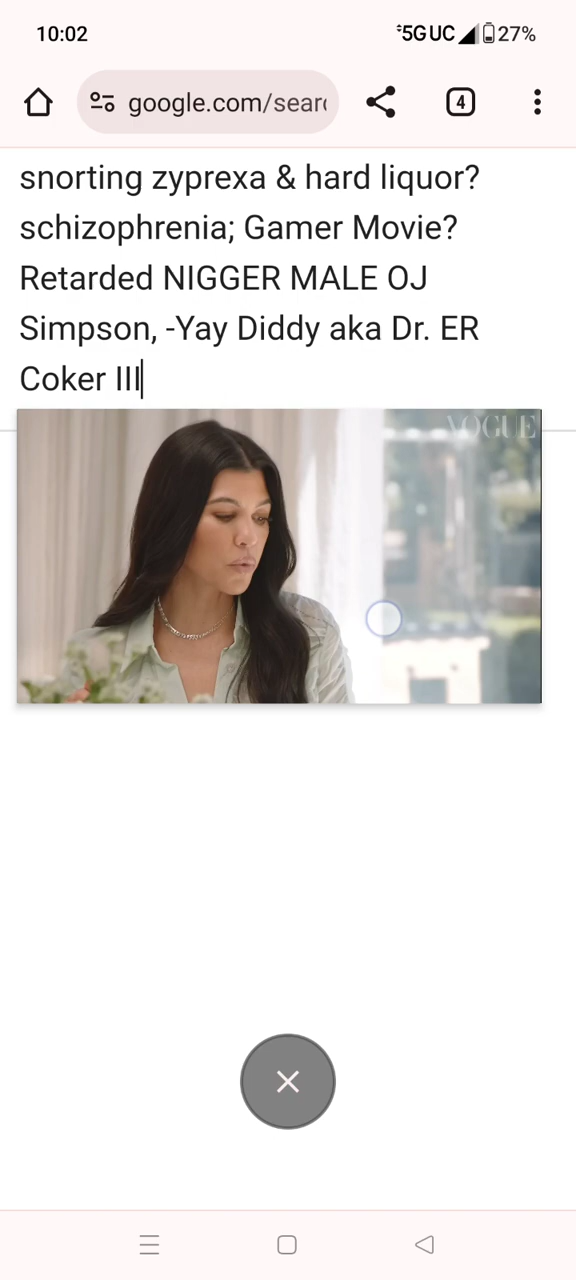 10:02
5G UC
27%
google.com/sear
4
snorting zyprexa & hard liquor?
schizophrenia; Gamer Movie?
Retarded NIGGER MALE OJ
Simpson, -Yay Diddy aka Dr. ER
Coker III
VOGUE